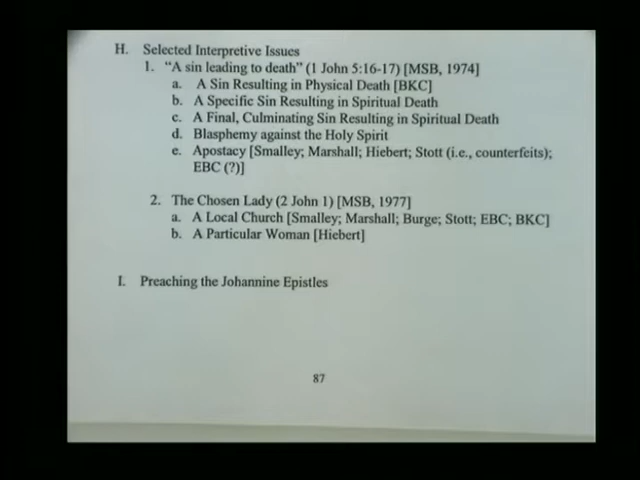 H. Selected Interpretive Issues
1. "A sin leading to death" (1 John 5:16-17) [MSB, 1974]
a. A Sin Resulting in Physical Death [BKC]
b. A Specific Sin Resulting in Spiritual Death
c. A Final, Culminating Sin Resulting in Spiritual Death
d. Blasphemy against the Holy Spirit
e. Apostacy [Smalley; Marshall; Hiebert; Stott (i.e., counterfeits);
EBC (?)]
2. The Chosen Lady (2 John 1) [MSB, 1977]
a. A Local Church [Smalley; Marshall; Burge; Stott; EBC; BKC]
b. A Particular Woman [Hiebert]
I. Preaching the Johannine Epistles
87